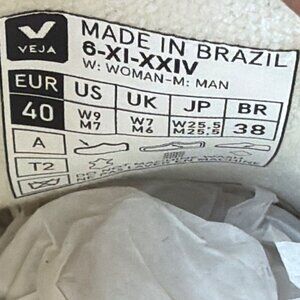 VEJA
MADE IN BRAZIL
6-XI-XXIV
W: WOMAN-M: MAN
EUR US UK JP BR
40 W9 W7 W25.5 38
M7 M6 M25.5
A
T2